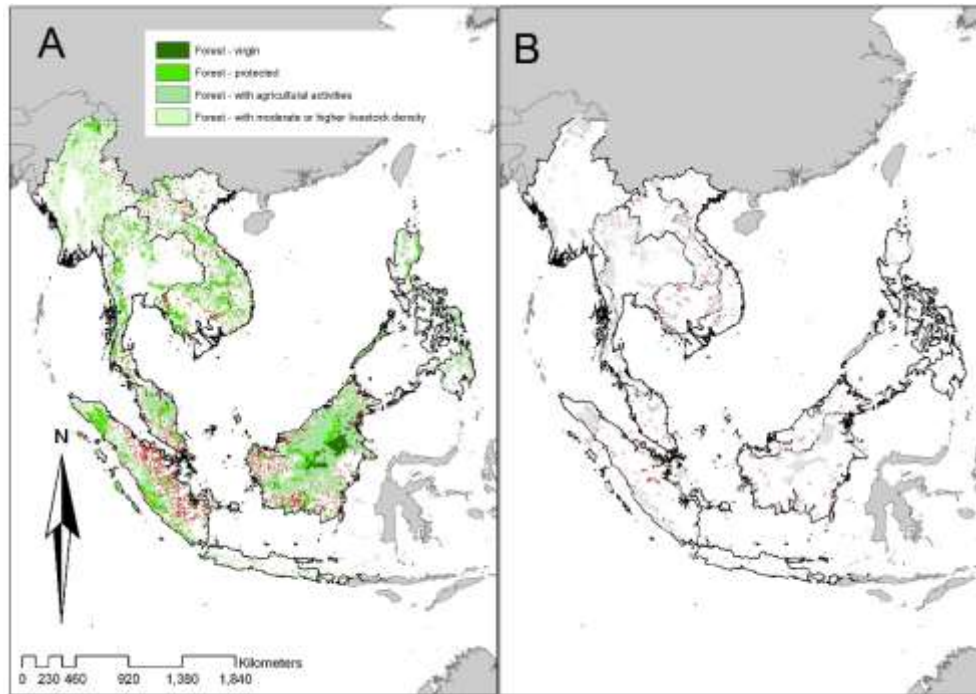 A
Forest - virgin
Forest - protected
Forest - with agricultural activities
Forest - with moderate or higher livestock density
B
N
Kilometers
0 230 460 920 1,380 1,840